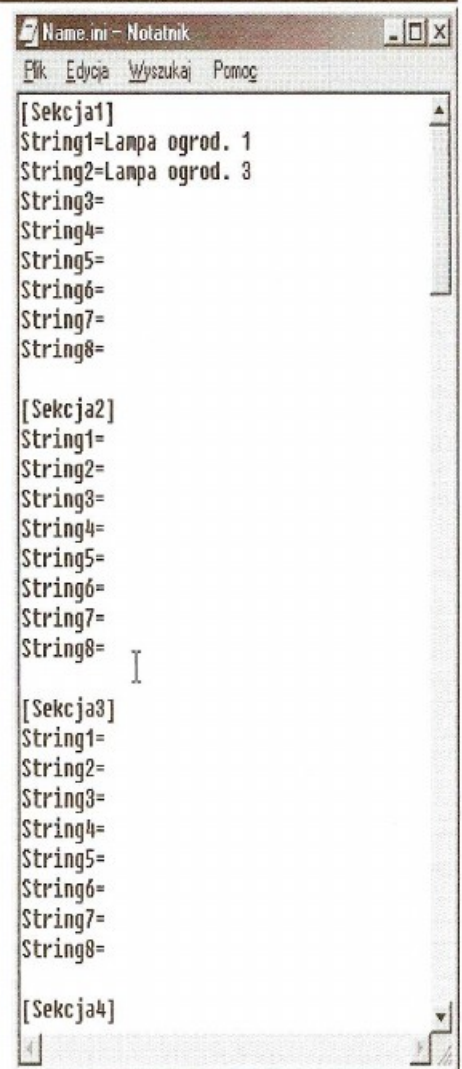 Name.ini – Notatnik
Plik Edycja Wyszukaj Pomoc
[Sekcja1]
String1=Lampa ogrod. 1
String2=Lampa ogrod. 3
String3=
String4=
String5=
String6=
String7=
String8=
[Sekcja2]
String1=
String2=
String3=
String4=
String5=
String6=
String7=
String8=
[Sekcja3]
String1=
String2=
String3=
String4=
String5=
String6=
String7=
String8=
[Sekcja4]